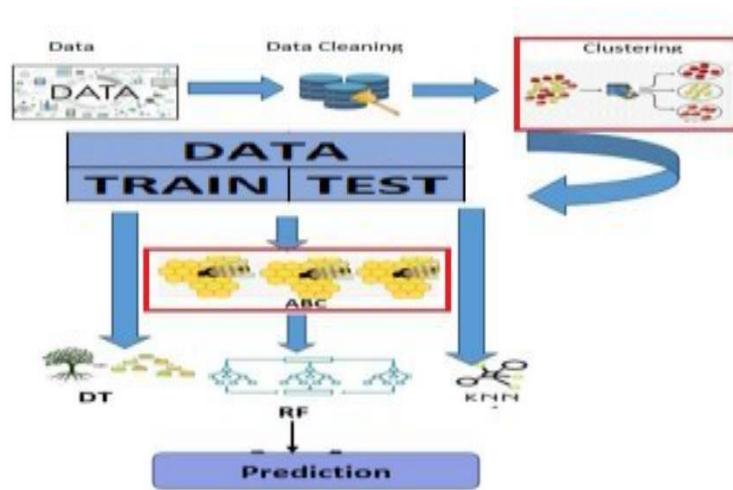 Data
Data Cleaning
Clustering
DATA
DATA
TRAIN
TEST
ABC
DT
RF
KNN
Prediction